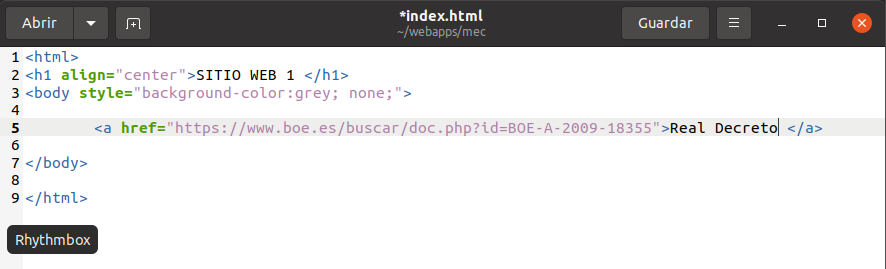 Abrir
*index.html
~/webapps/mec
Guardar
1 <html>
2 <h1 align="center">SITIO WEB 1 </h1>
3 <body style="background-color:grey; none;">
4
5 <a href="https://www.boe.es/buscar/doc.php?id=BOE-A-2009-18355">Real Decreto </a>
6
7 </body>
8
9 </html>
Rhythmbox